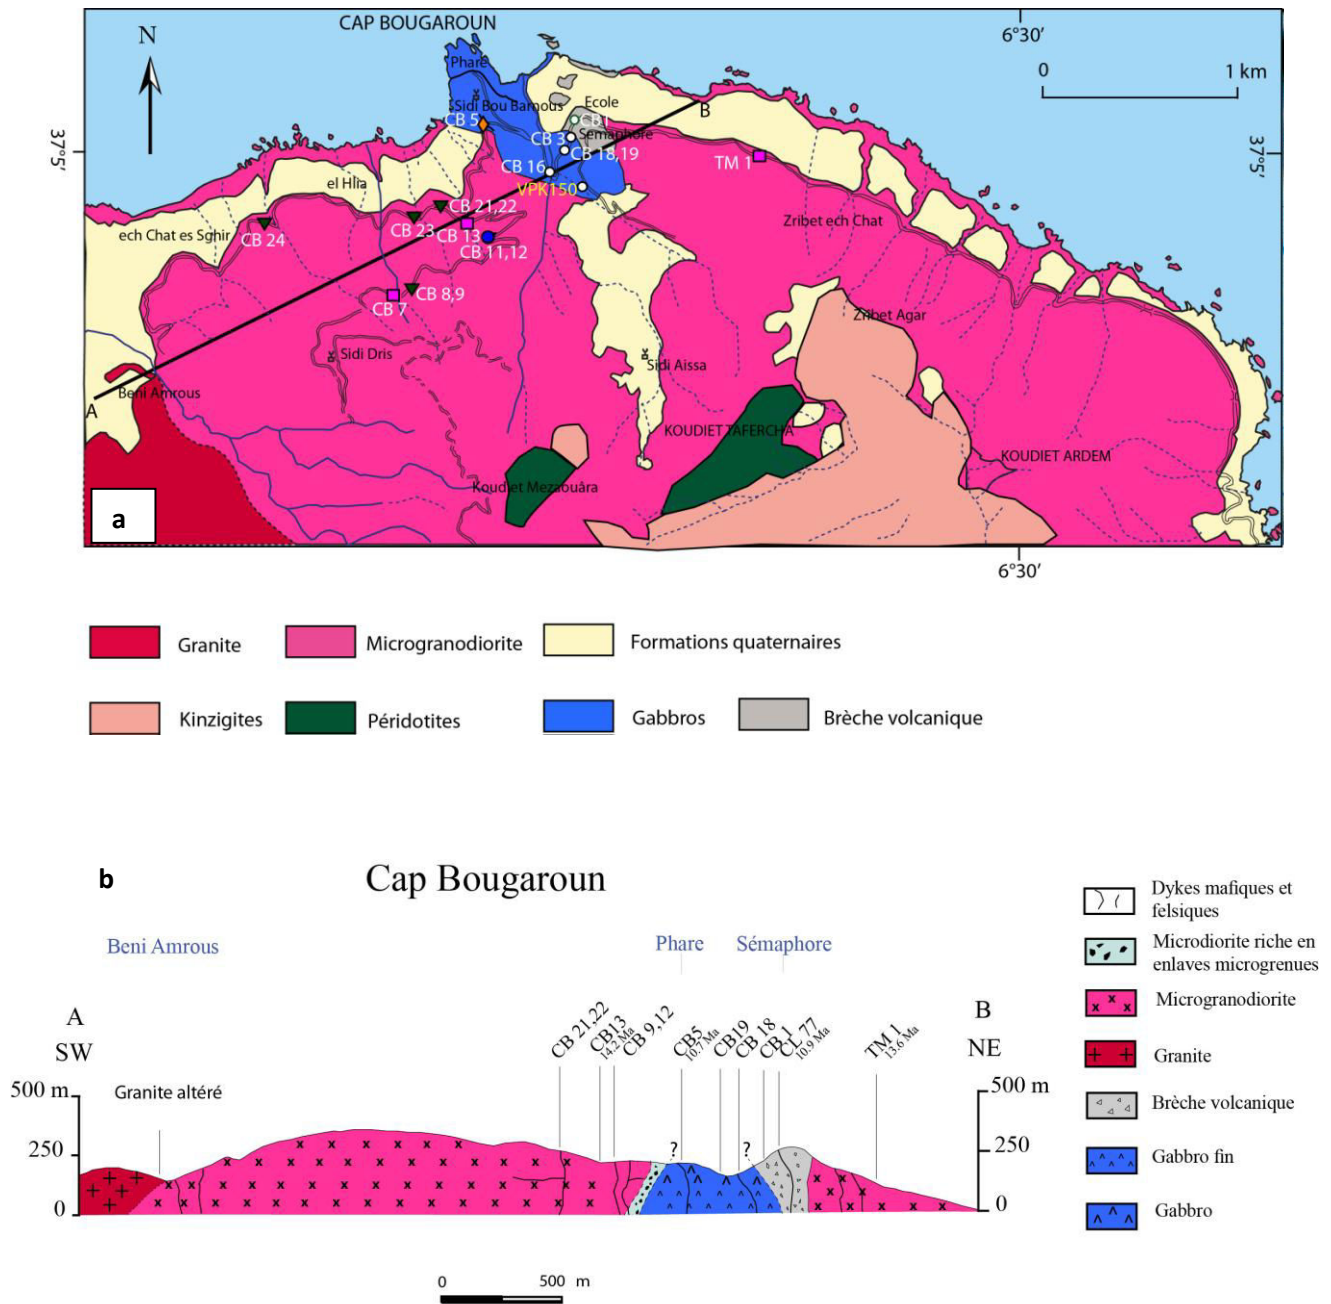 CAP BOUGAROUN
N
6°30’
0
1 km
37°5’
37°5’
Phare
Sidi Bou Barnous
Ecole
CB1
CB 5
CB 3
Sémaphore
B
CB 18,19
TM 1
CB 16
VPK150
el Hlia
CB 21,22
Zribet ech Chat
ech Chat es Sghir
CB 24
CB 23
CB 13
CB 11,12
CB 8,9
CB 7
Zribet Agar
Sidi Dris
Sidi Aissa
Beni Amrous
A
KOUDIET TAFERCHA
KOUDIET ARDEM
Koudiet Mezaouâra
a
6°30’
Granite
Microgranodiorite
Formations quaternaires
Kinzigites
Péridotites
Gabbros
Brèche volcanique
b
Cap Bougaroun
Beni Amrous
Phare
Sémaphore
A
SW
CB 21,22
CB13
14.2 Ma
CB 9,12
CB5
10.7 Ma
CB19
CB 18
CB 1
CL 77
10.9 Ma
TM 1
13.6 Ma
B
NE
500 m
250
0
Granite altéré
?
?
500 m
250
0
0
500 m
Dykes mafiques et
felsiques
Microdiorite riche en
enlaves microgrenues
Microgranodiorite
Granite
Brèche volcanique
Gabbro fin
Gabbro